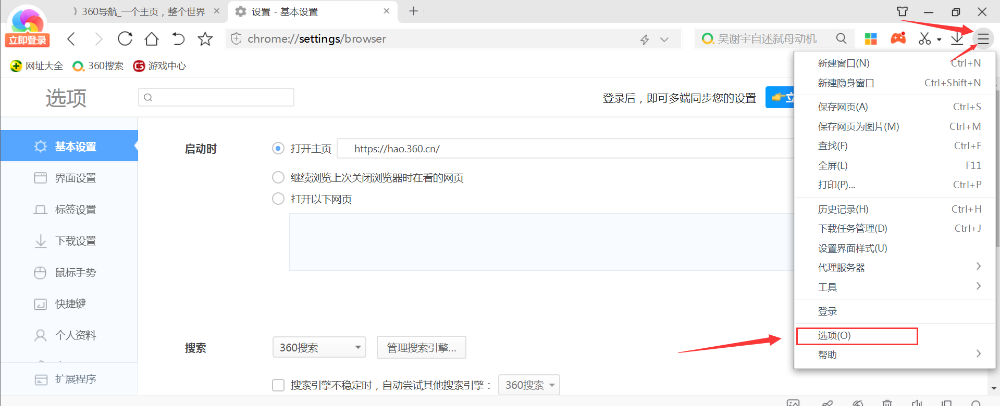 360导航_一个主页，整个世界
设置 - 基本设置
立即登录
chrome://settings/browser
吴谢宇自述弑母动机
网址大全
360搜索
游戏中心
选项
登录后，即可多端同步您的设置
立
基本设置
界面设置
标签设置
下载设置
鼠标手势
快捷键
个人资料
扩展程序
启动时
打开主页
https://hao.360.cn/
继续浏览上次关闭浏览器时在看的网页
打开以下网页
搜索
360搜索
管理搜索引擎...
搜索引擎不稳定时，自动尝试其他搜索引擎：
360搜索
新建窗口(N) Ctrl+N
新建隐身窗口 Ctrl+Shift+N
保存网页(A) Ctrl+S
保存网页为图片(M) Ctrl+M
查找(F) Ctrl+F
全屏(L) F11
打印(P)... Ctrl+P
历史记录(H) Ctrl+H
下载任务管理(D) Ctrl+J
设置界面样式(U)
代理服务器
工具
登录
选项(O)
帮助